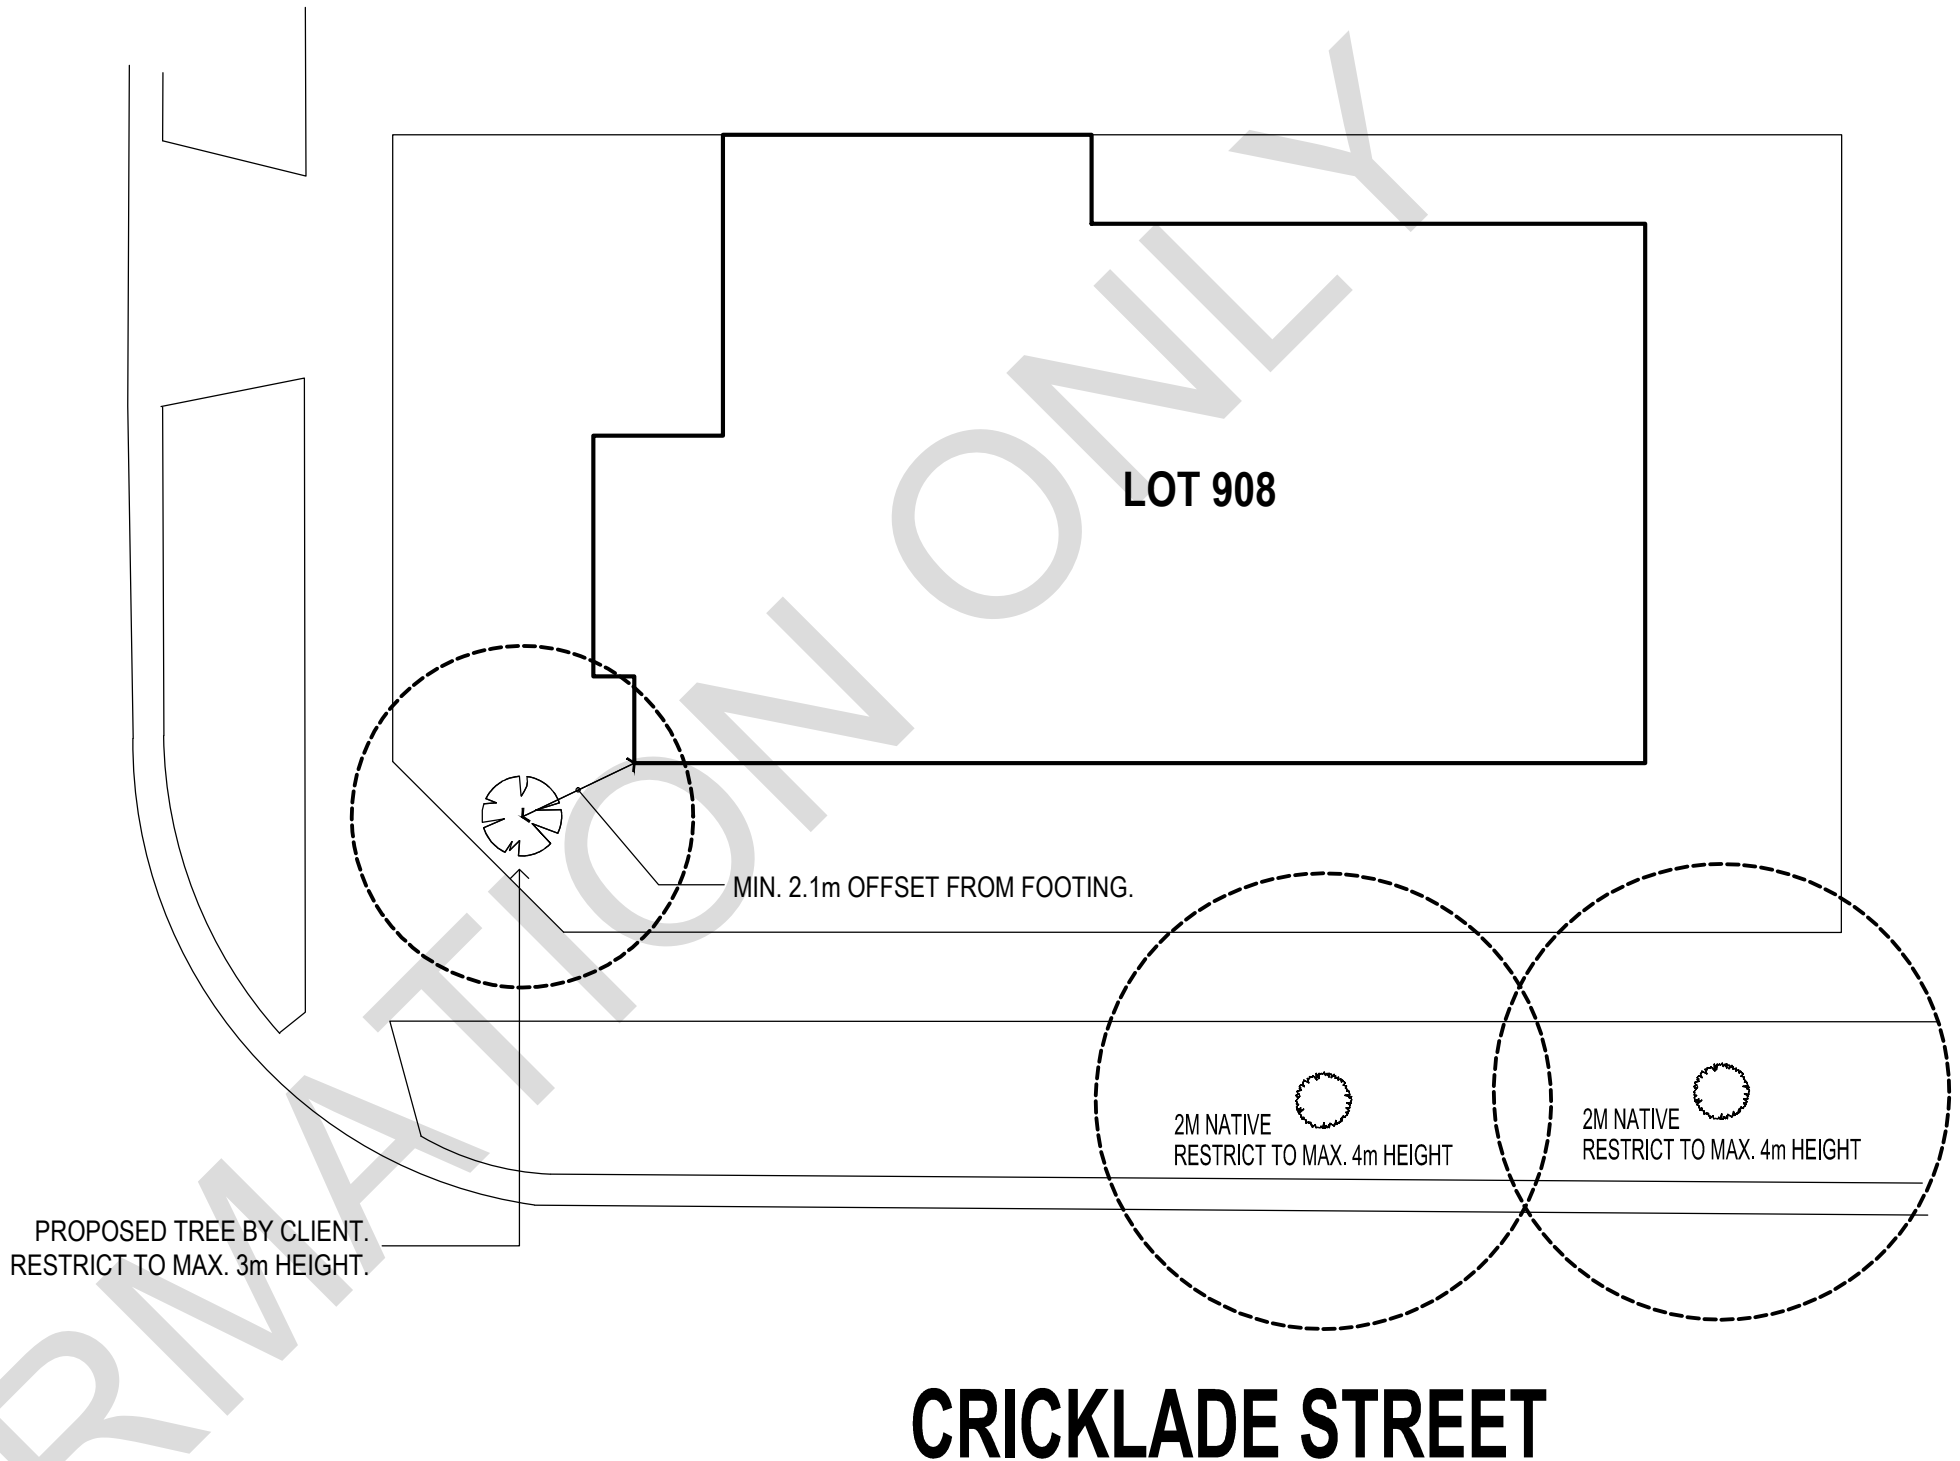 LOT 908
MIN. 2.1m OFFSET FROM FOOTING.
2M NATIVE
RESTRICT TO MAX. 4m HEIGHT
2M NATIVE
RESTRICT TO MAX. 4m HEIGHT
PROPOSED TREE BY CLIENT.
RESTRICT TO MAX. 3m HEIGHT.
CRICKLADE STREET
RMATION ONLY